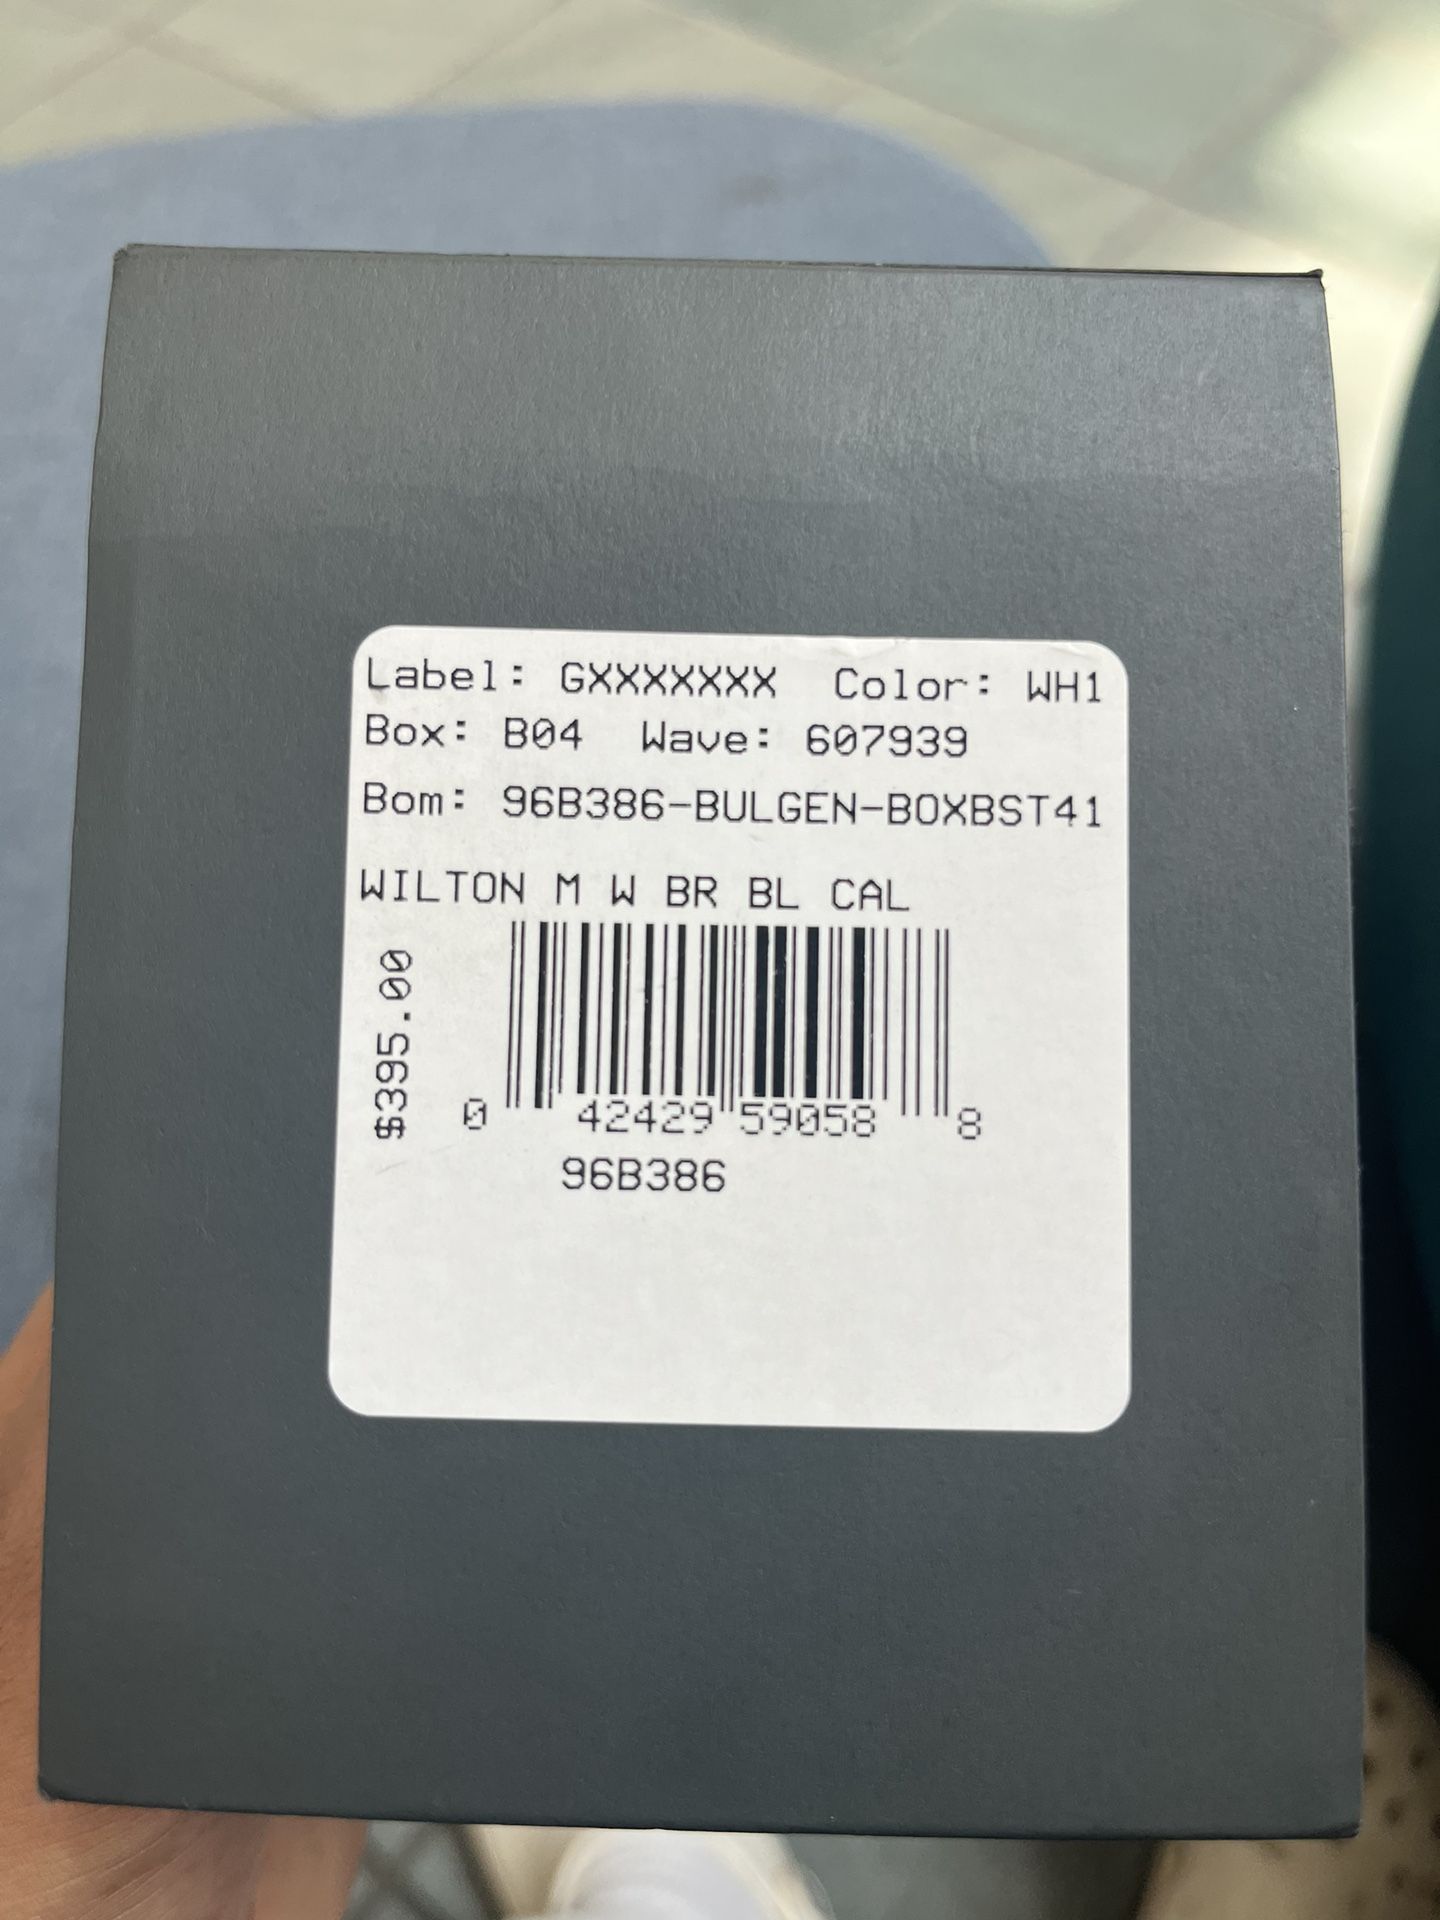 Label: GXXXXXXX Color: WH1
Box: B04 Wave: 607939
Bom: 96B386-BULGEN-BOXBST41
WILTON M W BR BL CAL
$395.00
0 42429 59058 8
96B386